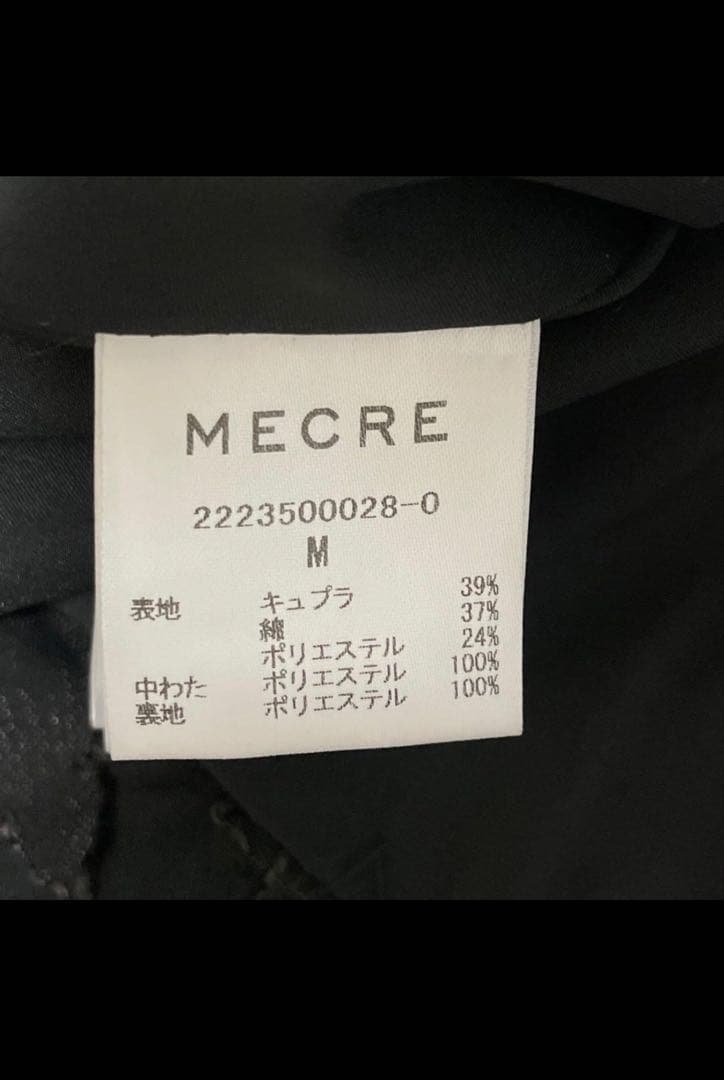 MECRE
2223500028-0
M
表地 キュプラ 39%
綿 37%
ポリエステル 24%
中わた ポリエステル 100%
裏地 ポリエステル 100%